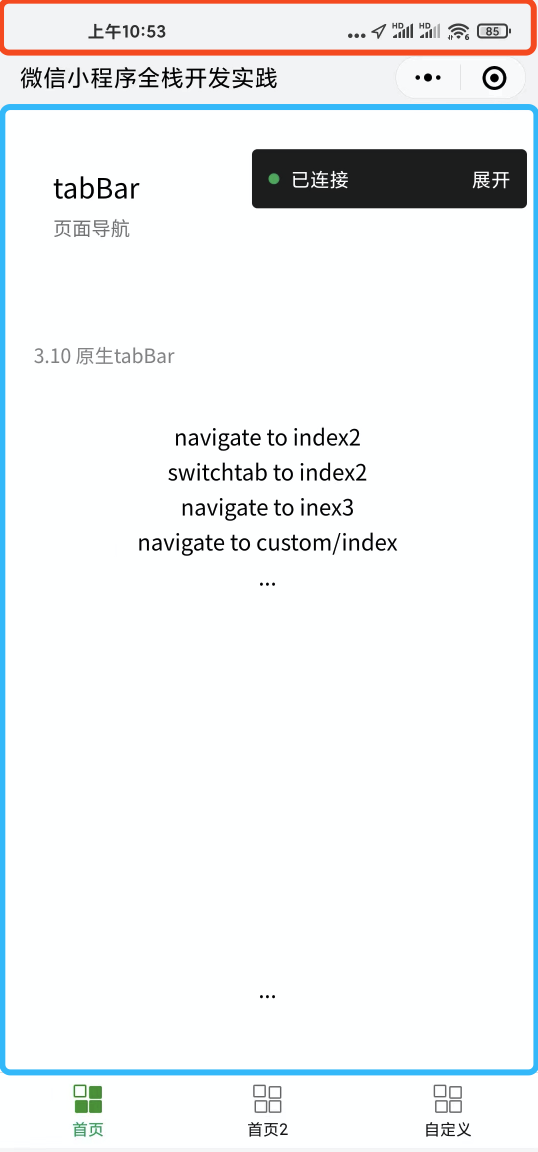 上午10:53
HD HD 6 85
微信小程序全栈开发实践
已连接 展开
tabBar
页面导航
3.10 原生tabBar
navigate to index2
switchtab to index2
navigate to inex3
navigate to custom/index
...
...
首页 首页2 自定义